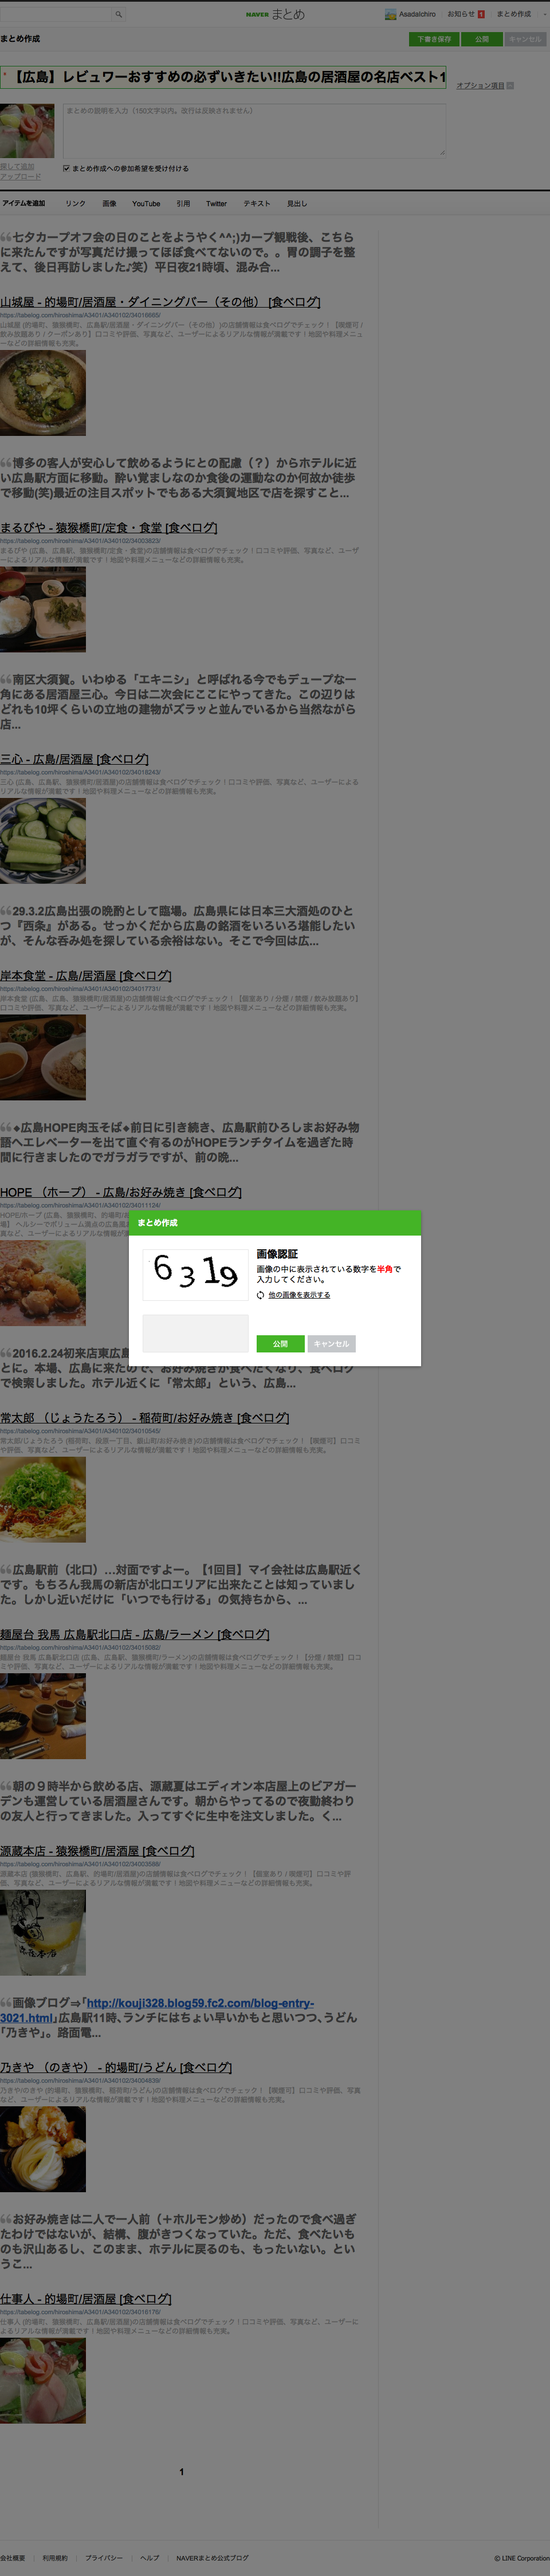 NAVER まとめ
AsadaIchiro お知らせ 1 まとめ作成
まとめ作成 下書き保存 公開 キャンセル
* 【広島】レビュワーおすすめの必ずいきたい!!広島の居酒屋の名店ベスト1
オプション項目
まとめの説明を入力（160文字以内。改行は反映されません）
探して追加
アップロード
まとめ作成への参加希望を受け付ける
アイテムを追加 リンク 画像 YouTube 引用 Twitter テキスト 見出し
七夕カープオフ会の日のことをようやく^^;)カープ観戦後、こちら
に来たんですが写真だけ撮ってほぼ食べてないので。。胃の調子を整
えて、後日再訪しました♪笑）平日夜21時頃、混み合...
山城屋 - 的場町/居酒屋・ダイニングバー（その他） [食べログ]
山城屋 (的場町、猿猴橋町、広島駅/居酒屋・ダイニングバー（その他）)の店舗情報は食べログでチェック！【喫煙可 /
飲み放題あり / クーポンあり】口コミや評価、写真など、ユーザーによるリアルな情報が満載です！地図や料理メニュ
ーなどの詳細情報も充実。
博多の客人が安心して飲めるようにとの配慮（？）からホテルに近
い広島駅方面に移動。酔い覚ましなのか食後の運動なのか何故か徒歩
で移動(笑)最近の注目スポットでもある大須賀地区で店を探すこと...
まるびや - 猿猴橋町/定食・食堂 [食べログ]
https://tabelog.com/hiroshima/A3401/A340102/34003823/
まるびや (広島、広島駅、猿猴橋町/定食・食堂)の店舗情報は食べログでチェック！口コミや評価、写真など、ユーザ
ーによるリアルな情報が満載です！地図や料理メニューなどの詳細情報も充実。
南区大須賀。いわゆる「エキニシ」と呼ばれる今でもデュープな一
角にある居酒屋三心。今日は二次会にここにやってきた。この辺りは
どれも10坪くらいの立地の建物がズラッと並んでいるから当然ながら
店...
三心 - 広島/居酒屋 [食べログ]
https://tabelog.com/hiroshima/A3401/A340102/34018243/
三心 (広島、広島駅、猿猴橋町/居酒屋)の店舗情報は食べログでチェック！口コミや評価、写真など、ユーザーによる
リアルな情報が満載です！地図や料理メニューなどの詳細情報も充実。
29.3.2広島出張の晩酌として臨場。広島県には日本三大酒処のひと
つ『西条』がある。せっかくだから広島の銘酒をいろいろ堪能したい
が、そんな呑み処を探している余裕はない。そこで今回は広...
岸本食堂 - 広島/居酒屋 [食べログ]
https://tabelog.com/hiroshima/A3401/A340102/34017731/
岸本食堂 (広島、広島駅、猿猴橋町/居酒屋)の店舗情報は食べログでチェック！【個室あり / 分煙 / 禁煙 / 飲み放題あり】
口コミや評価、写真など、ユーザーによるリアルな情報が満載です！地図や料理メニューなどの詳細情報も充実。
◆広島HOPE肉玉そば◆前日に引き続き、広島駅前ひろしまお好み物
語へエレベーターを出て直ぐ有るのがHOPEランチタイムを過ぎた時
間に行きましたのでガラガラですが、前の晩...
HOPE （ホープ） - 広島/お好み焼き [食べログ]
https://tabelog.com/hiroshima/A3401/A340102/34011124/
まとめ作成
6319
画像認証
画像の中に表示されている数字を半角で
入力してください。
他の画像を表示する
公開 キャンセル
2016.2.24初来店東広
とに。本場、広島に来たので、お好み焼きが食べたくなり、食べログ
で検索しました。ホテル近くに「常太郎」という、広島...
常太郎 （じょうたろう） - 稲荷町/お好み焼き [食べログ]
https://tabelog.com/hiroshima/A3401/A340102/34010545/
常太郎/じょうたろう (稲荷町、段原一丁目、銀山町/お好み焼き)の店舗情報は食べログでチェック！【喫煙可】口コミ
や評価、写真など、ユーザーによるリアルな情報が満載です！地図や料理メニューなどの詳細情報も充実。
広島駅前（北口）...対面ですよー。【1回目】マイ会社は広島駅近く
です。もちろん我馬の新店が北口エリアに出来たことは知っていまし
た。しかし近いだけに「いつでも行ける」の気持ちから、...
麺屋台 我馬 広島駅北口店 - 広島/ラーメン [食べログ]
https://tabelog.com/hiroshima/A3401/A340102/34015082/
麺屋台 我馬 広島駅北口店 (広島、広島駅、猿猴橋町/ラーメン)の店舗情報は食べログでチェック！【分煙 / 禁煙】口コ
ミや評価、写真など、ユーザーによるリアルな情報が満載です！地図や料理メニューなどの詳細情報も充実。
朝の９時半から飲める店、源蔵夏はエディオン本店屋上のビアガー
デンも運営している居酒屋さんです。朝からやってるので夜勤終わり
の友人と行ってきました。入ってすぐに生中を注文しました。く...
源蔵本店 - 猿猴橋町/居酒屋 [食べログ]
https://tabelog.com/hiroshima/A3401/A340102/34003588/
源蔵本店 (猿猴橋町、広島駅、的場町/居酒屋)の店舗情報は食べログでチェック！【個室あり / 喫煙可】口コミや評
価、写真など、ユーザーによるリアルな情報が満載です！地図や料理メニューなどの詳細情報も充実。
画像ブログ⇒｢http://kouji328.blog59.fc2.com/blog-entry-
3021.html｣広島駅11時､ランチにはちょい早いかもと思いつつ､うどん
｢乃きや｣。路面電...
乃きや （のきや） - 的場町/うどん [食べログ]
https://tabelog.com/hiroshima/A3401/A340102/34004839/
乃きや/のきや (的場町、猿猴橋町、稲荷町/うどん)の店舗情報は食べログでチェック！【喫煙可】口コミや評価、写真
など、ユーザーによるリアルな情報が満載です！地図や料理メニューなどの詳細情報も充実。
お好み焼きは二人で一人前（＋ホルモン炒め）だったので食べ過ぎ
たわけではないが、結構、腹がきつくなっていた。ただ、食べたいも
のも沢山あるし、このまま、ホテルに戻るのも、もったいない。とい
うこ...
仕事人 - 的場町/居酒屋 [食べログ]
https://tabelog.com/hiroshima/A3401/A340102/34016176/
仕事人 (的場町、猿猴橋町、広島駅/居酒屋)の店舗情報は食べログでチェック！口コミや評価、写真など、ユーザーによ
るリアルな情報が満載です！地図や料理メニューなどの詳細情報も充実。
1
会社概要 利用規約 プライバシー ヘルプ NAVERまとめ公式ブログ © LINE Corporation